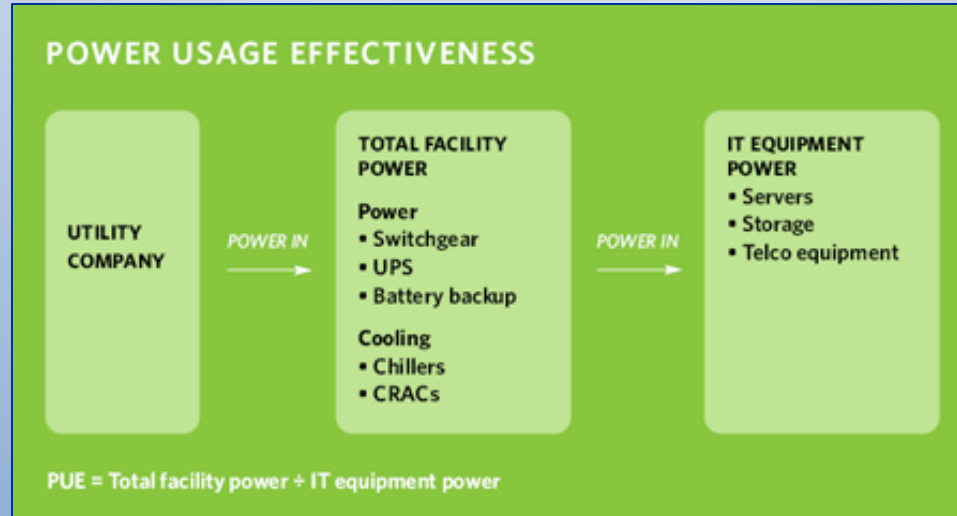 POWER USAGE EFFECTIVENESS
UTILITY
COMPANY
POWER IN
TOTAL FACILITY
POWER
Power
▪ Switchgear
▪ UPS
▪ Battery backup
Cooling
▪ Chillers
▪ CRACs
POWER IN
IT EQUIPMENT
POWER
▪ Servers
▪ Storage
▪ Telco equipment
PUE = Total facility power ÷ IT equipment power